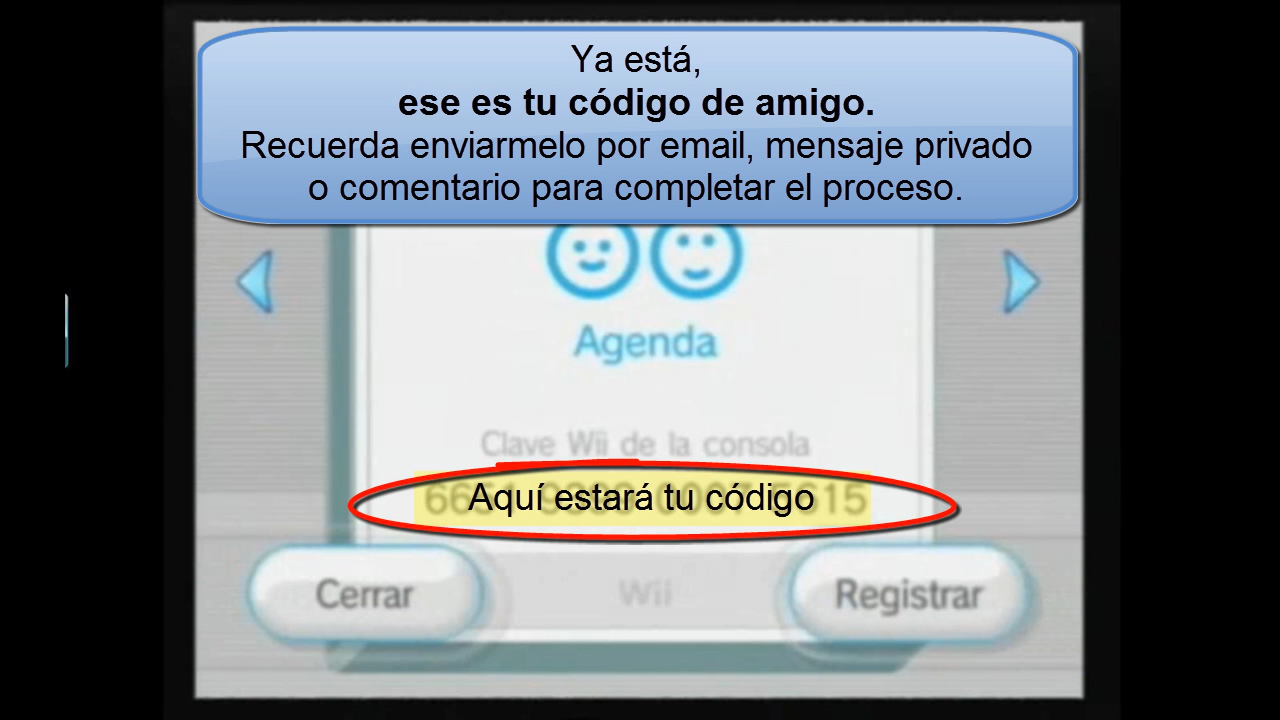 Ya está,
ese es tu código de amigo.
Recuerda enviarmelo por email, mensaje privado
o comentario para completar el proceso.
Agenda
Clave Wii de la consola
Aquí estará tu código
Cerrar
Wii
Registrar